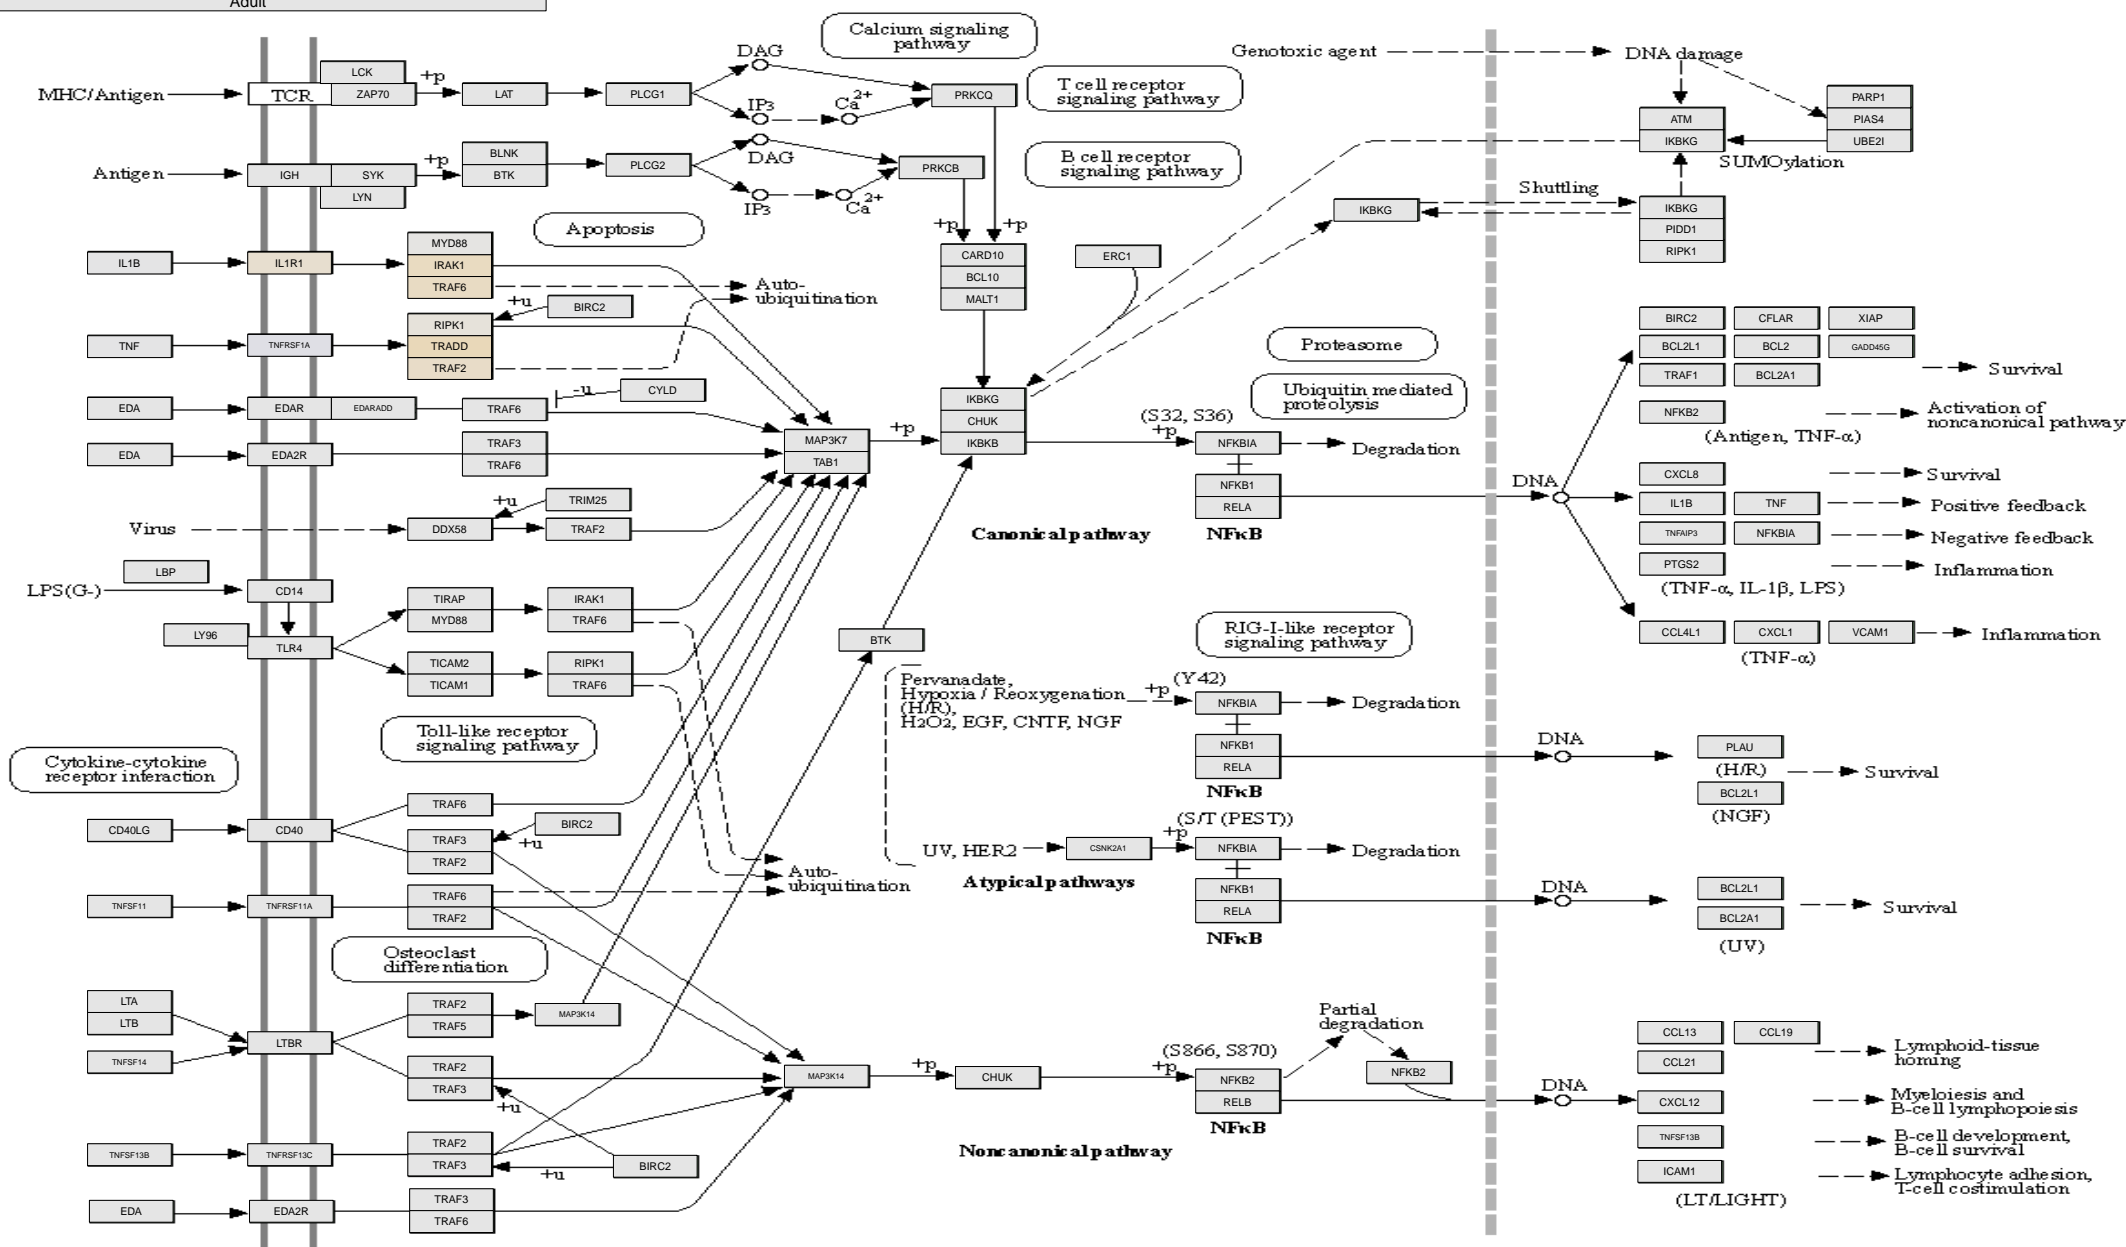 Adult
Calcium signaling
pathway
DAG
Genotoxic agent
DNA damage
LCK
+p
MHC/Antigen
TCR
ZAP70
LAT
PLCG1
PRKCQ
T cell receptor
signaling pathway
IP3
Ca2+
PARP1
ATM
PIAS4
IKBKG
UBE2I
SUMOylation
BLNK
DAG
B cell receptor
signaling pathway
+p
Antigen
IGH
SYK
BTK
PLCG2
PRKCB
LYN
IP3
Ca2+
Shuttling
IKBKG
IKBKG
PIDD1
RIPK1
Apoptosis
+p
+p
MYD88
IL1B
IL1R1
IRAK1
TRAF6
CARD10
BCL10
MALT1
ERC1
Auto-
ubiquitination
+u
BIRC2
RIPK1
TNF
TNFRSF1A
TRADD
TRAF2
Proteasome
BIRC2
CFLAR
XIAP
BCL2L1
BCL2
GADD45G
TRAF1
BCL2A1
Survival
-u
CYLD
Ubiquitin mediated
proteolysis
EDA
EDAR
EDARADD
TRAF6
IKBKG
CHUK
IKBKB
NFKB2
Activation of
noncanonical pathway
(Antigen, TNF-α)
(S32, S36)
+p
+p
EDA
EDA2R
TRAF3
TRAF6
MAP3K7
TAB1
NFKBIA
Degradation
CXCL8
Survival
DNA
NFKB1
RELA
IL1B
TNF
Positive feedback
+u
TRIM25
Virus
DDX58
TRAF2
Canonical pathway
NFκB
TNFAIP3
NFKBIA
Negative feedback
PTGS2
Inflammation
(TNF-α, IL-1β, LPS)
LBP
LPS(G-)
CD14
TIRAP
MYD88
IRAK1
TRAF6
LY96
TLR4
BTK
RIG-I-like receptor
signaling pathway
CCL4L1
CXCL1
VCAM1
Inflammation
(TNF-α)
TICAM2
TICAM1
RIPK1
TRAF6
Pervanadate,
Hypoxia / Reoxygenation
(H/R),
H2O2, EGF, CNTF, NGF
+p
(Y42)
NFKBIA
Degradation
Toll-like receptor
signaling pathway
NFKB1
RELA
NFκB
DNA
PLAU
(H/R)
Survival
BCL2L1
(NGF)
Cytokine-cytokine
receptor interaction
TRAF6
CD40LG
CD40
TRAF3
TRAF2
BIRC2
+u
(S/T (PEST))
+p
UV, HER2
CSNK2A1
NFKBIA
Degradation
Auto-
ubiquitination
Atypical pathways
TNFSF11
TNFRSF11A
TRAF6
TRAF2
NFKB1
RELA
NFκB
DNA
BCL2L1
BCL2A1
Survival
(UV)
Osteoclast
differentiation
LTA
LTB
TNFSF14
LTBR
TRAF2
TRAF5
MAP3K14
Partial
degradation
CCL13
CCL19
CCL21
Lymphoid-tissue
homing
TRAF2
TRAF3
+u
MAP3K14
+p
CHUK
(S866, S870)
+p
NFKB2
RELB
NFκB
NFKB2
DNA
CXCL12
Myeloiesis and
B-cell lymphopoiesis
TNFSF13B
B-cell development,
B-cell survival
TNFSF13B
TNFRSF13C
TRAF2
TRAF3
+u
BIRC2
Noncanonical pathway
ICAM1
Lymphocyte adhesion,
T-cell costimulation
(LT/LIGHT)
EDA
EDA2R
TRAF3
TRAF6